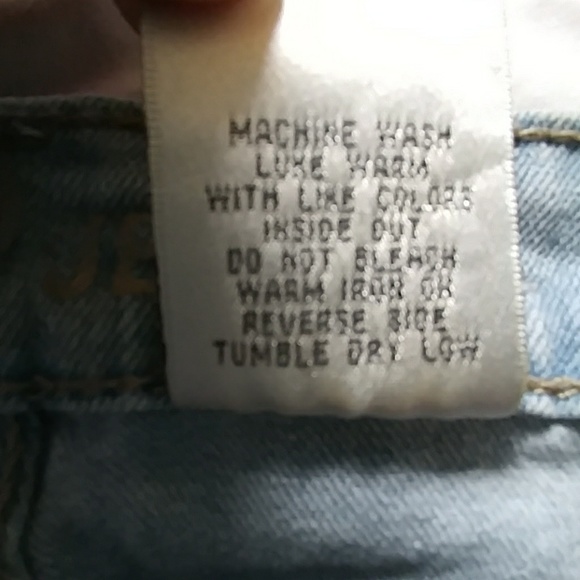 MACHINE WASH
LUKE WARM
WITH LIKE COLORS
INSIDE OUT
DO NOT BLEACH
WARM IRON ON
REVERSE SIDE
TUMBLE DRY LOW
JE